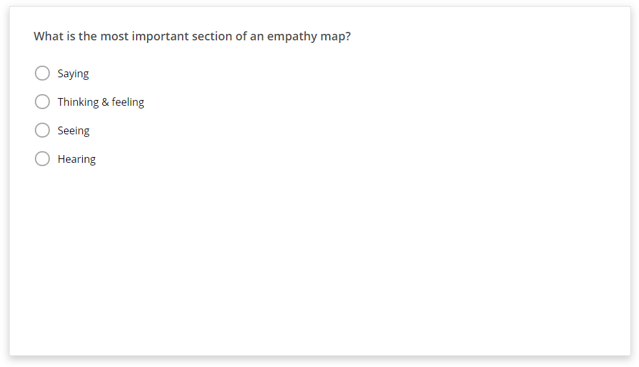 What is the most important section of an empathy map?
Saying
Thinking & feeling
Seeing
Hearing